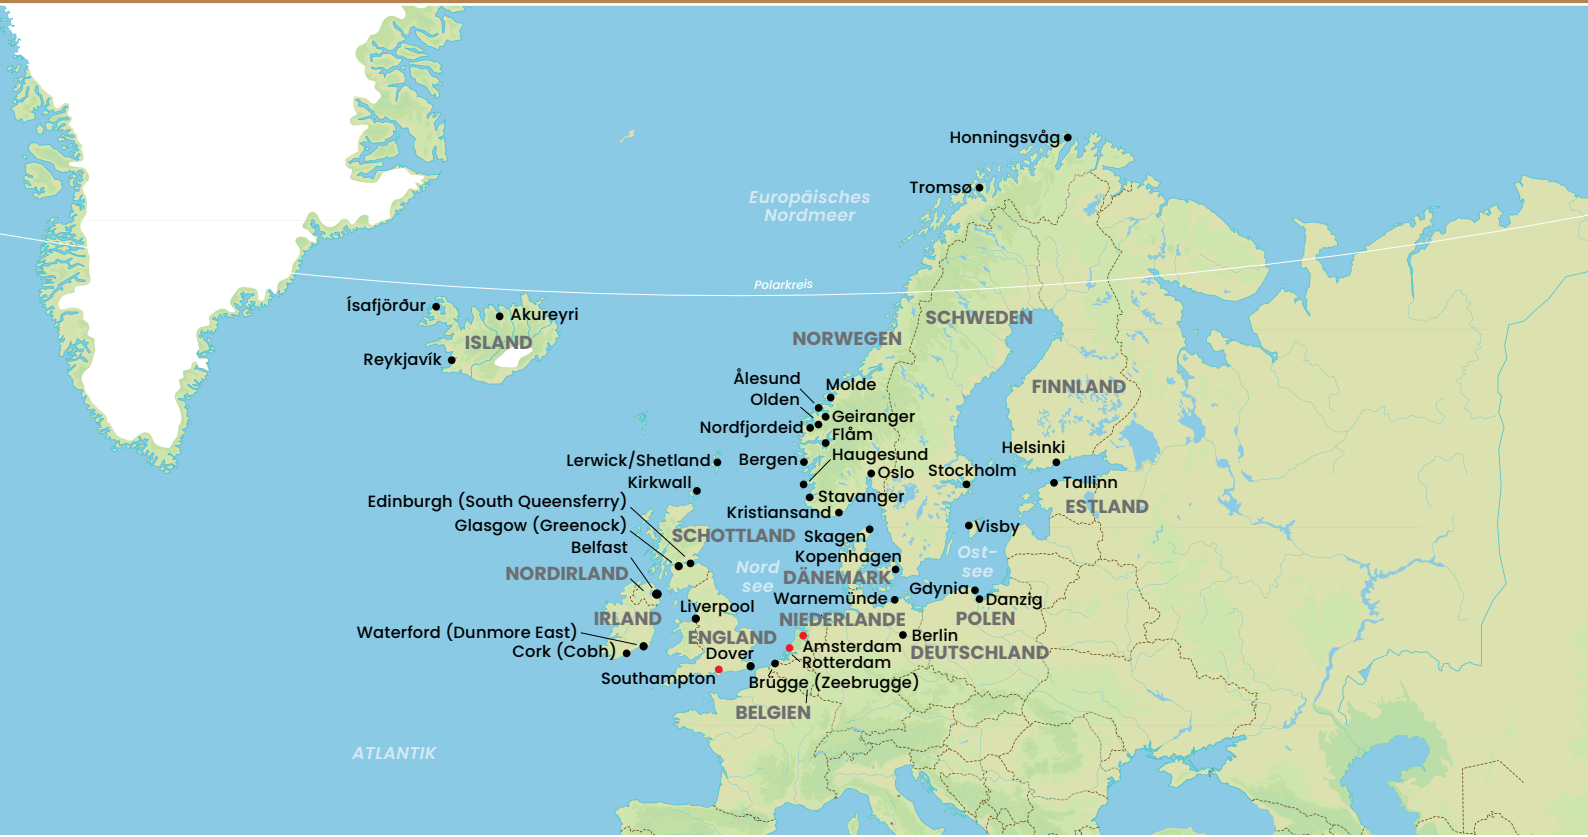 Honningsvåg
Tromsø
Europäisches
Nordmeer
Polarkreis
Ísafjörður
Akureyri
ISLAND
Reykjavík
SCHWEDEN
NORWEGEN
FINNLAND
Ålesund
Molde
Olden
Geiranger
Nordfjordeid
Flåm
Haugesund
Bergen
Lerwick/Shetland
Oslo
Stockholm
Helsinki
Kirkwall
Tallinn
Stavanger
Edinburgh (South Queensferry)
ESTLAND
Kristiansand
Glasgow (Greenock)
Visby
SCHOTTLAND
Skagen
Belfast
Kopenhagen
Ost-
see
Nord
see
NORDIRLAND
DÄNEMARK
Gdynia
Danzig
Warnemünde
Liverpool
IRLAND
NIEDERLANDE
POLEN
Waterford (Dunmore East)
ENGLAND
Berlin
Amsterdam
Cork (Cobh)
Dover
DEUTSCHLAND
Rotterdam
Southampton
Brügge (Zeebrugge)
BELGIEN
ATLANTIK